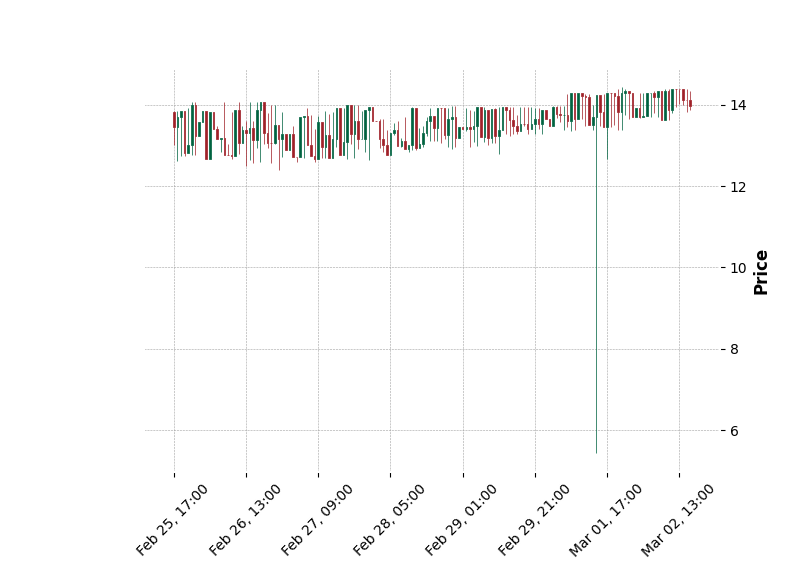 14
12
10
8
6
Price
Feb 25, 17:00
Feb 26, 13:00
Feb 27, 09:00
Feb 28, 05:00
Feb 29, 01:00
Feb 29, 21:00
Mar 01, 17:00
Mar 02, 13:00